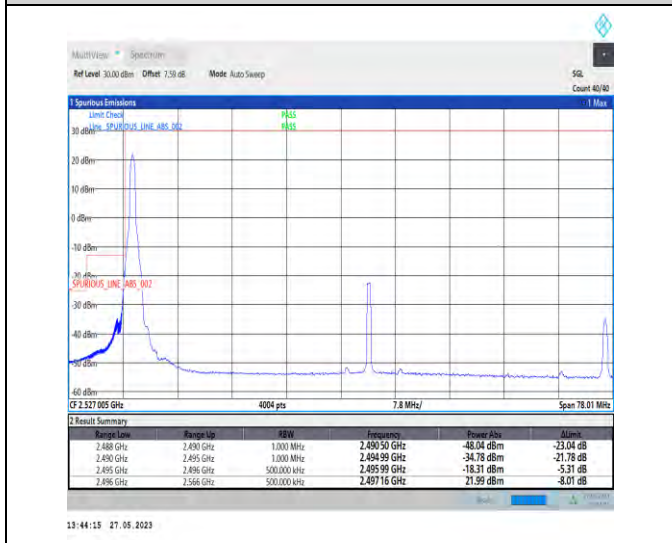 MultiView Spectrum
Ref Level 30.00 dBm Offset 7.59 dB Mode Auto Sweep SGL
Count 40/40
1 Spurious Emissions 1 Max
Limit Check PASS
Line SPURIOUS_LINE_ABS_002 PASS
30 dBm
20 dBm
10 dBm
0 dBm
-10 dBm
-20 dBm
SPURIOUS_LINE_ABS_002
-30 dBm
-40 dBm
-50 dBm
-60 dBm
CF 2.527 005 GHz 4004 pts 7.8 MHz/ Span 78.01 MHz
2 Result Summary
Range Low Range Up RBW Frequency Power Abs ΔLimit
2.488 GHz 2.490 GHz 1.000 MHz 2.490 50 GHz -48.04 dBm -23.04 dB
2.490 GHz 2.495 GHz 1.000 MHz 2.494 99 GHz -34.78 dBm -21.78 dB
2.495 GHz 2.496 GHz 500.000 kHz 2.495 99 GHz -18.31 dBm -5.31 dB
2.496 GHz 2.566 GHz 500.000 kHz 2.497 16 GHz 21.99 dBm -8.01 dB
13:44:15 27.05.2023